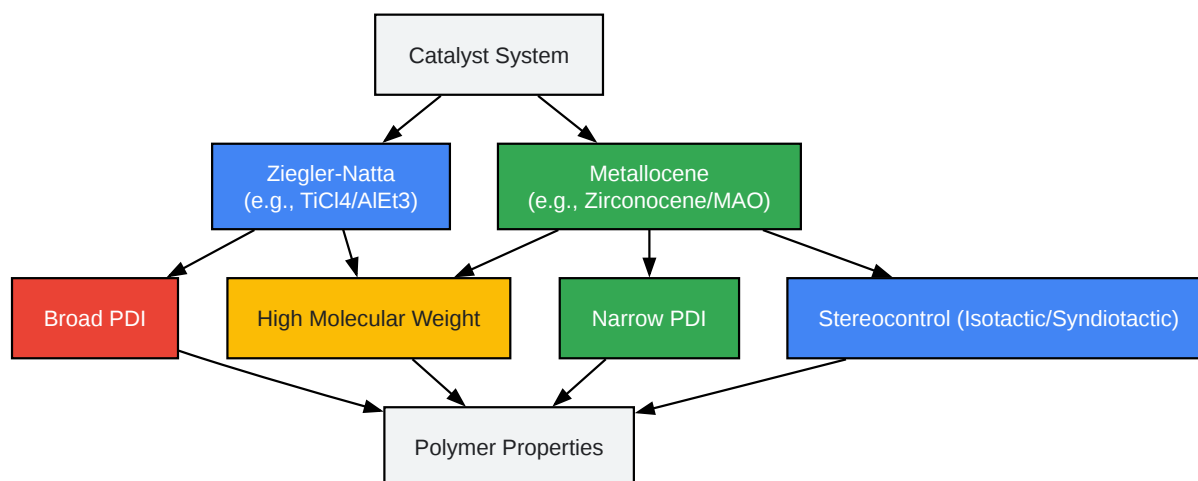 Catalyst System
Ziegler-Natta
(e.g., TiCl4/AlEt3)
Metallocene
(e.g., Zirconocene/MAO)
Broad PDI
High Molecular Weight
Narrow PDI
Stereocontrol (Isotactic/Syndiotactic)
Polymer Properties